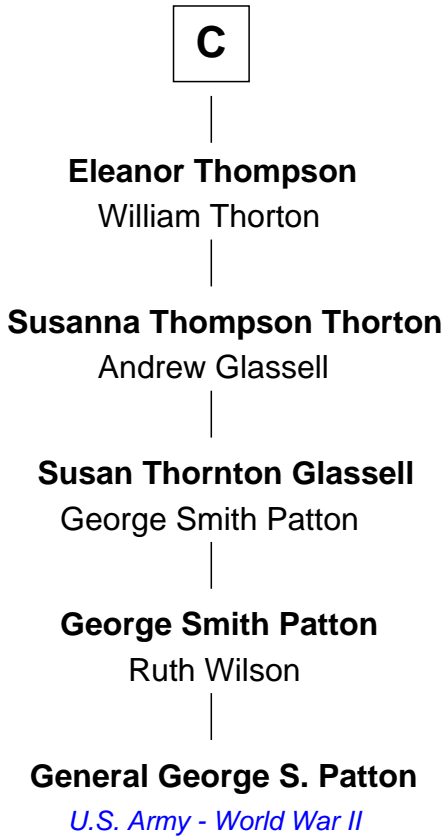 C
Eleanor Thompson
William Thorton
Susanna Thompson Thorton
Andrew Glassell
Susan Thornton Glassell
George Smith Patton
George Smith Patton
Ruth Wilson
General George S. Patton
U.S. Army - World War II